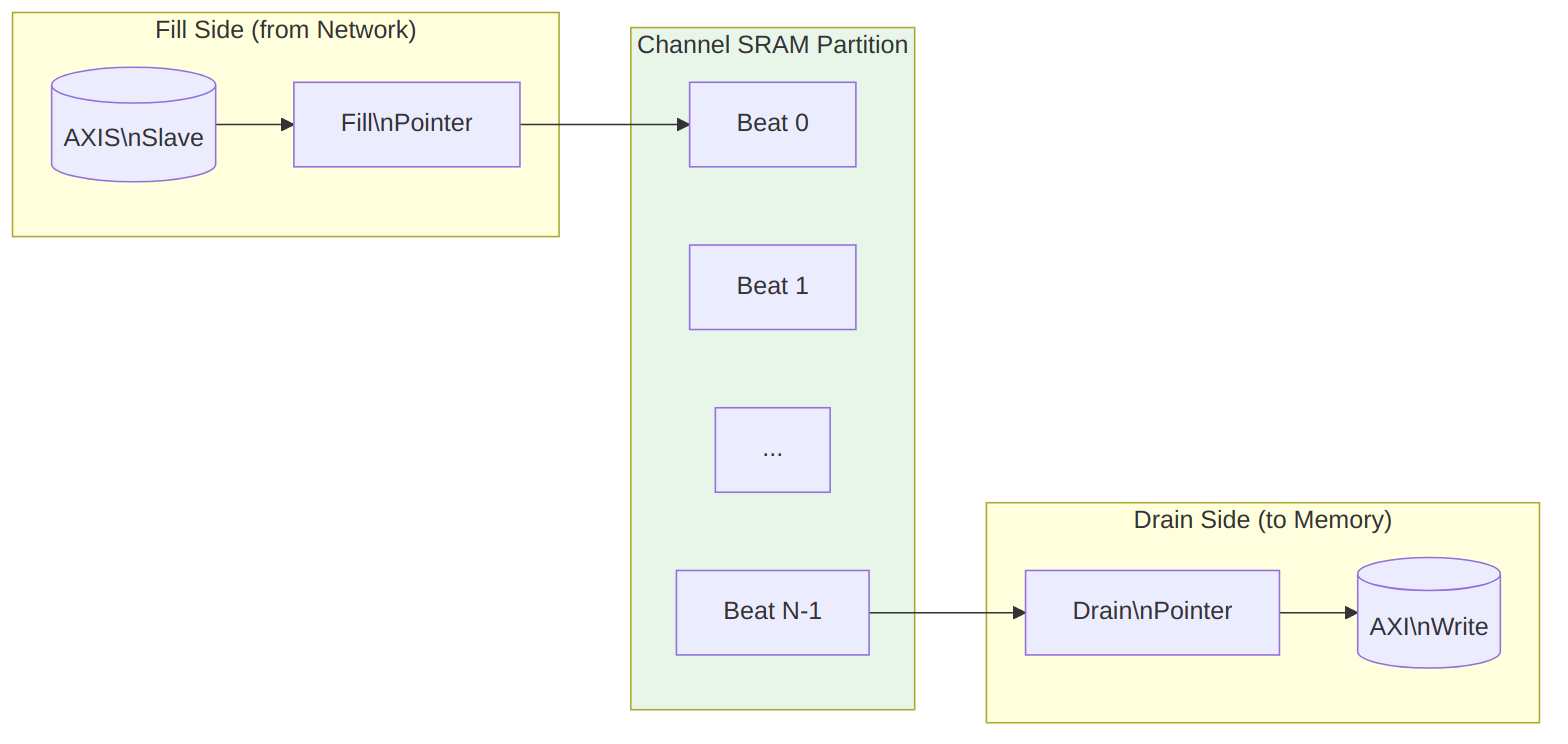 Fill Side (from Network)
AXIS\nSlave
Fill\nPointer
Channel SRAM Partition
Beat 0
Beat 1
...
Beat N-1
Drain Side (to Memory)
Drain\nPointer
AXI\nWrite